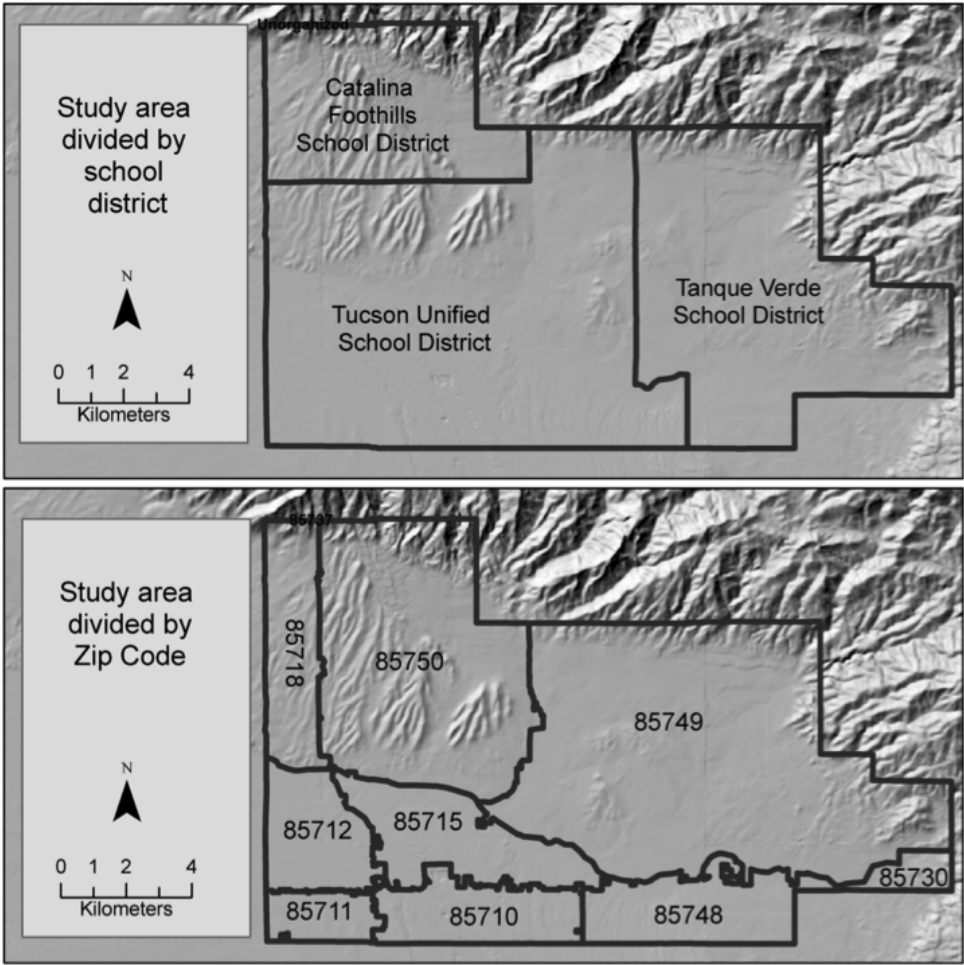 Unorganized
Study area
divided by
school
district
Catalina
Foothills
School District
Tucson Unified
School District
Tanque Verde
School District
N
0 1 2 4
Kilometers
85737
Study area
divided by
Zip Code
85718
85750
85749
N
85712
85715
0 1 2 4
Kilometers
85711
85710
85748
85730